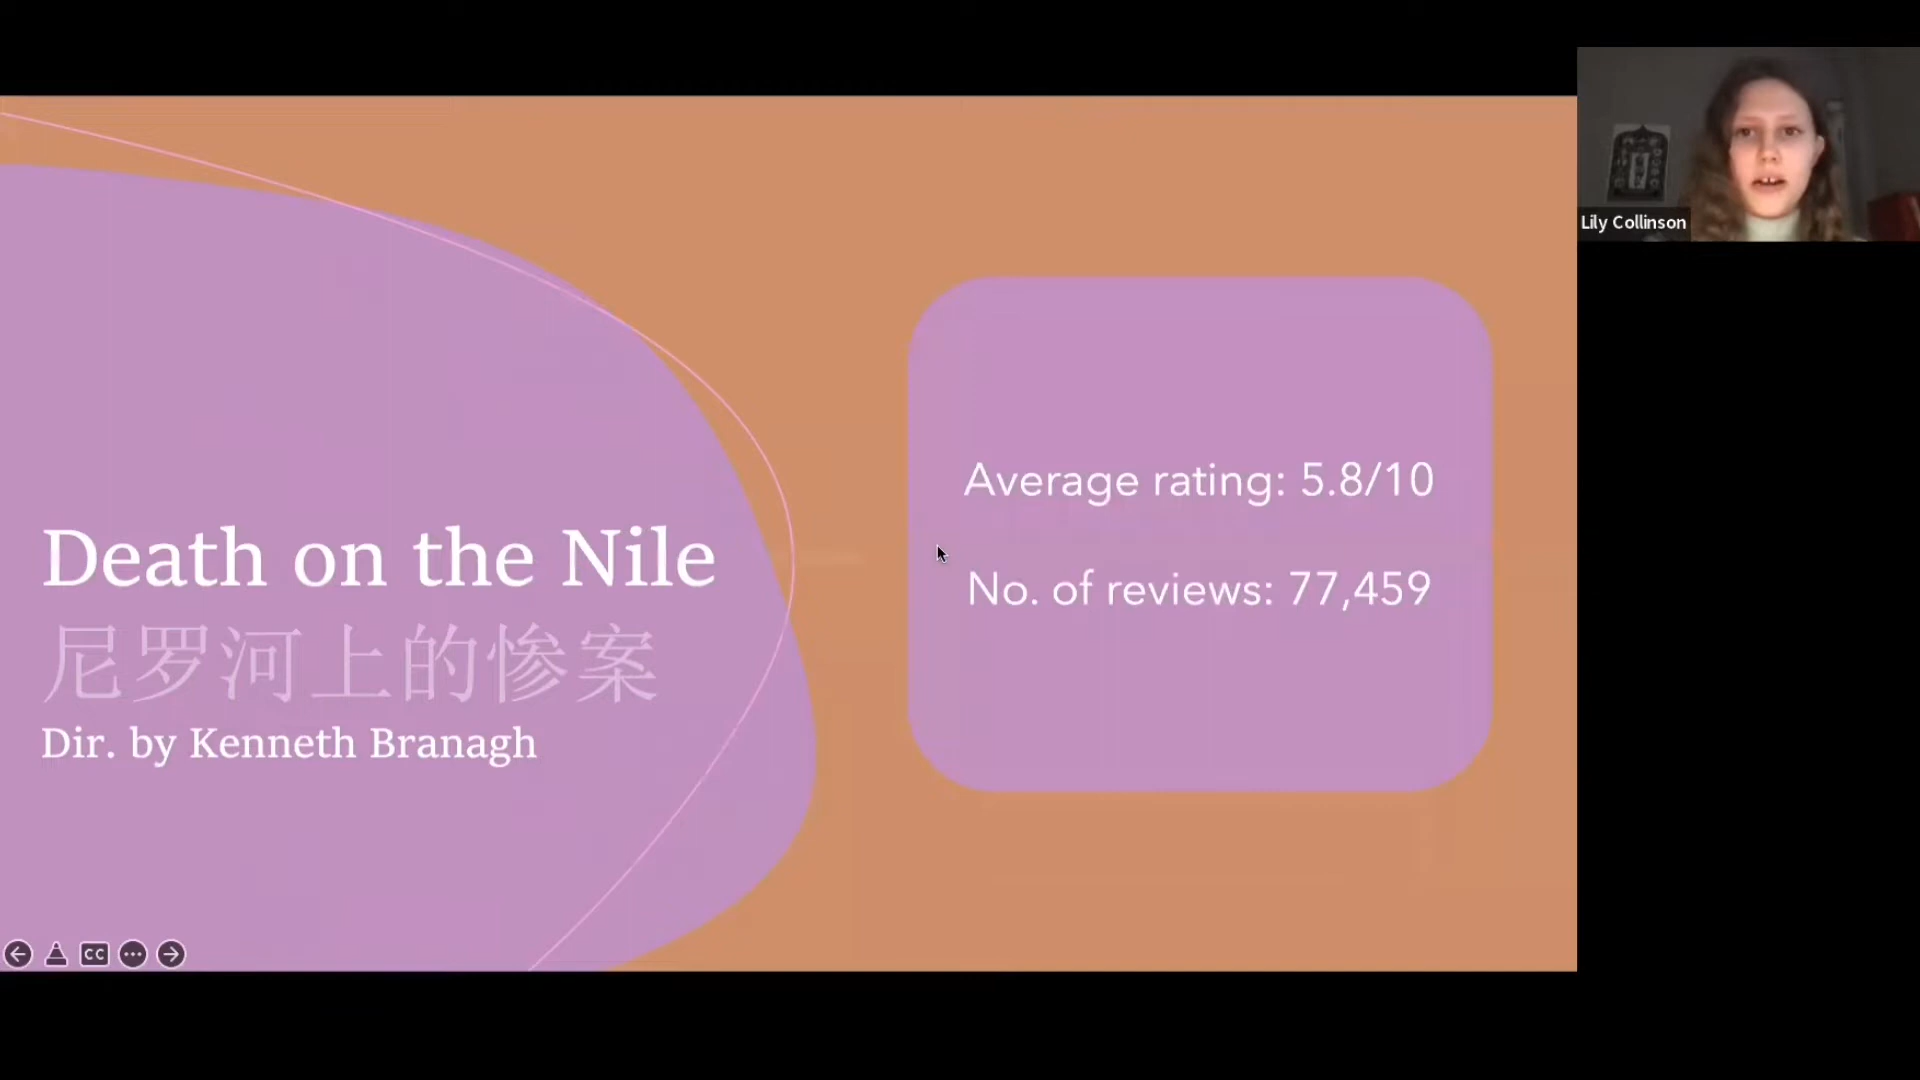 Death on the Nile
尼罗河上的惨案
Dir. by Kenneth Branagh
Average rating: 5.8/10
No. of reviews: 77,459
Lily Collinson
CC